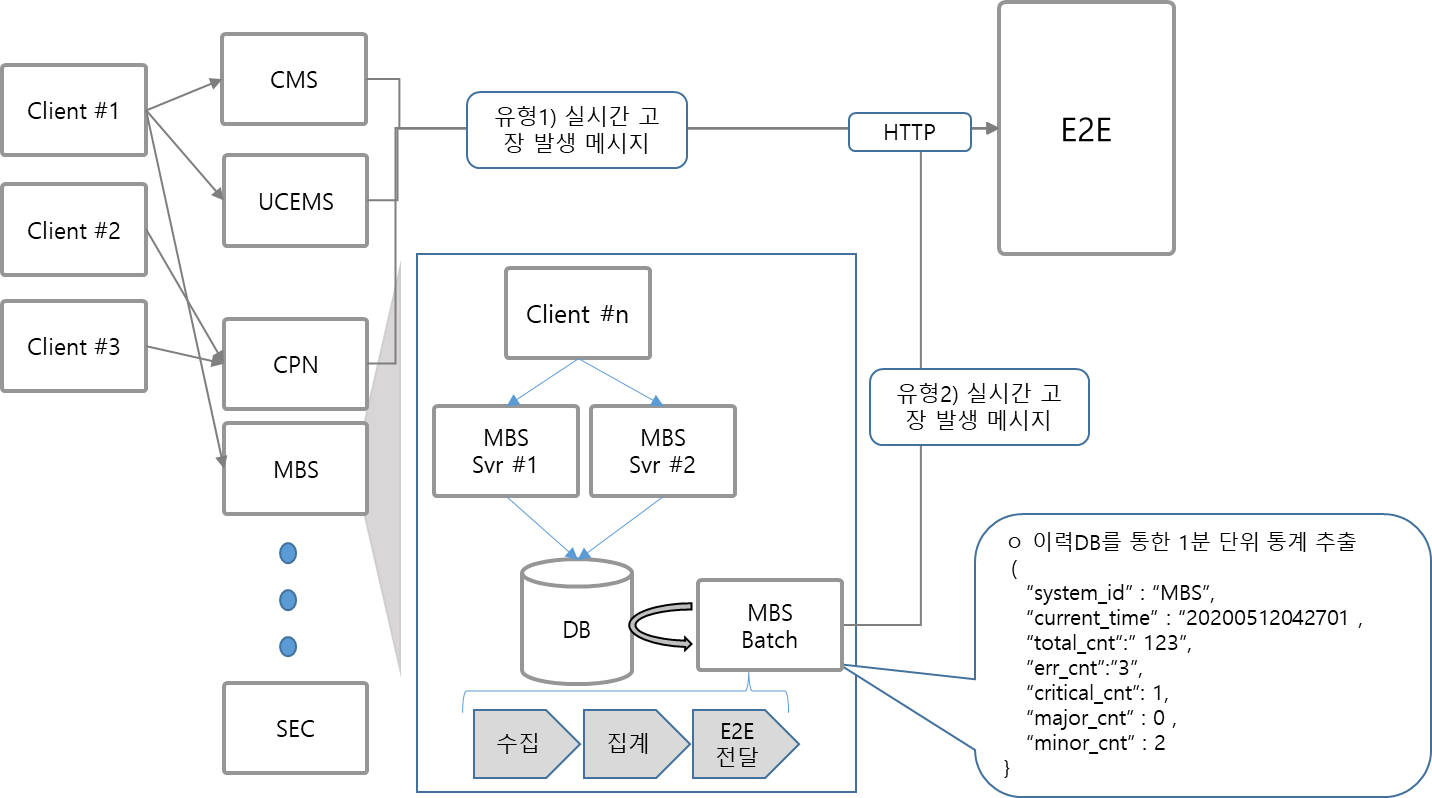 CMS
Client #1
유형1) 실시간 고
장 발생 메시지
HTTP
E2E
UCEMS
Client #2
Client #3
CPN
MBS
SEC
Client #n
MBS
Svr #1
MBS
Svr #2
DB
MBS
Batch
수집
집계
E2E
전달
유형2) 실시간 고
장 발생 메시지
ㅇ 이력DB를 통한 1분 단위 통계 추출
(
“system_id” : “MBS”,
“current_time” : “20200512042701 ,
“total_cnt”:” 123”,
“err_cnt”:”3”,
“critical_cnt”: 1,
“major_cnt” : 0 ,
“minor_cnt” : 2
}